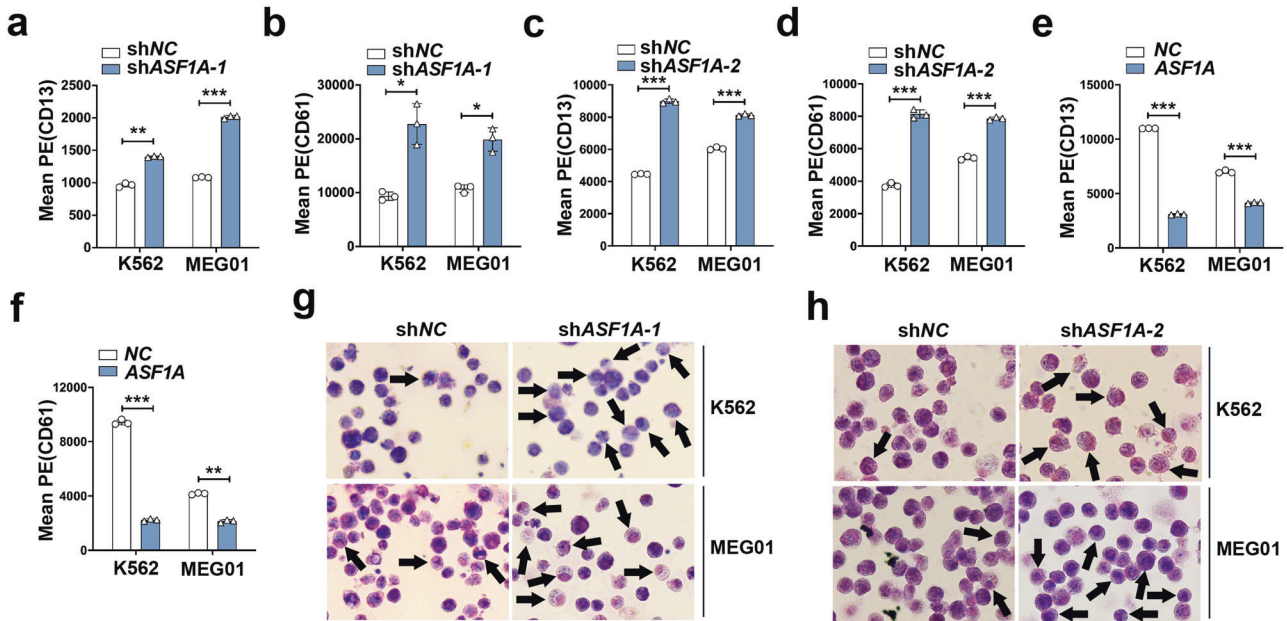 a
shNC
shASF1A-1
Mean PE(CD13)
2500
2000
1500
1000
500
0
**
***
K562
MEG01
b
shNC
shASF1A-1
Mean PE(CD61)
30000
20000
10000
0
*
*
K562
MEG01
c
shNC
shASF1A-2
Mean PE(CD13)
10000
8000
6000
4000
2000
0
***
***
K562
MEG01
d
shNC
shASF1A-2
Mean PE(CD61)
10000
8000
6000
4000
2000
0
***
***
K562
MEG01
e
NC
ASF1A
Mean PE(CD13)
15000
10000
5000
0
***
***
K562
MEG01
f
NC
ASF1A
Mean PE(CD61)
12000
8000
4000
0
***
**
K562
MEG01
g
shNC
shASF1A-1
K562
MEG01
h
shNC
shASF1A-2
K562
MEG01